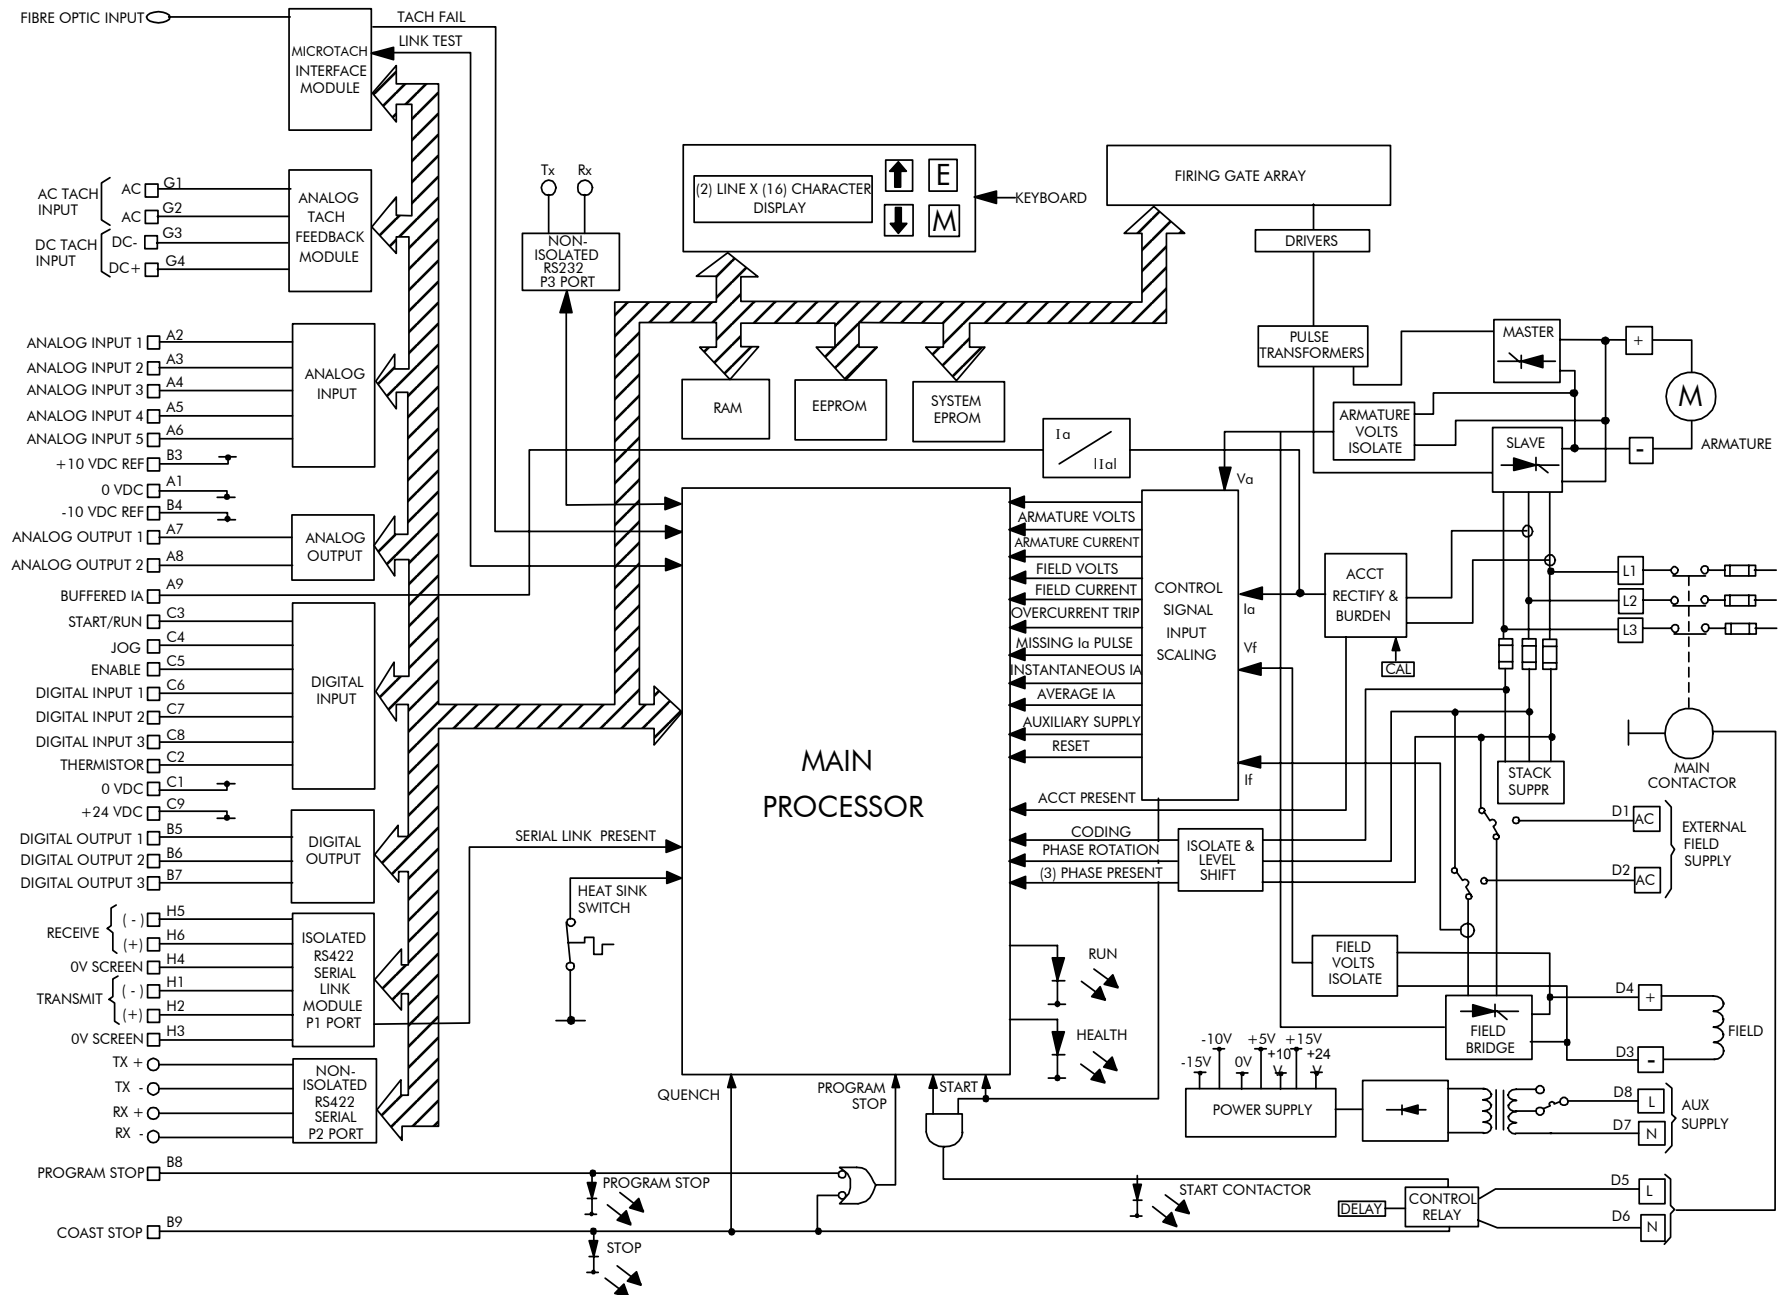 FIBRE OPTIC INPUT
TACH FAIL
LINK TEST
MICROTACH
INTERFACE
MODULE
AC TACH
INPUT
AC G1
AC G2
DC TACH
INPUT
DC- G3
DC+ G4
ANALOG
TACH
FEEDBACK
MODULE
ANALOG INPUT 1 A2
ANALOG INPUT 2 A3
ANALOG INPUT 3 A4
ANALOG INPUT 4 A5
ANALOG INPUT 5 A6
ANALOG
INPUT
+10 VDC REF B3
0 VDC A1
-10 VDC REF B4
ANALOG OUTPUT 1 A7
ANALOG OUTPUT 2 A8
ANALOG
OUTPUT
BUFFERED IA A9
START/RUN C3
JOG C4
ENABLE C5
DIGITAL INPUT 1 C6
DIGITAL INPUT 2 C7
DIGITAL INPUT 3 C8
THERMISTOR C2
DIGITAL
INPUT
0 VDC C1
+24 VDC C9
DIGITAL OUTPUT 1 B5
DIGITAL OUTPUT 2 B6
DIGITAL OUTPUT 3 B7
DIGITAL
OUTPUT
RECEIVE
(-) H5
(+) H6
0V SCREEN H4
TRANSMIT
(-) H1
(+) H2
0V SCREEN H3
ISOLATED
RS422
SERIAL
LINK
MODULE
P1 PORT
TX +
TX -
RX +
RX -
NON-
ISOLATED
RS422
SERIAL
P2 PORT
PROGRAM STOP B8
COAST STOP B9
PROGRAM STOP
STOP
Tx Rx
NON-
ISOLATED
RS232
P3 PORT
(2) LINE X (16) CHARACTER
DISPLAY
E
M
KEYBOARD
RAM
EEPROM
SYSTEM
EPROM
FIRING GATE ARRAY
DRIVERS
PULSE
TRANSFORMERS
MASTER
SLAVE
ARMATURE
VOLTS
ISOLATE
+
M
-
ARMATURE
Ia
|Ia|
SERIAL LINK PRESENT
HEAT SINK
SWITCH
MAIN
PROCESSOR
ARMATURE VOLTS
ARMATURE CURRENT
FIELD VOLTS
FIELD CURRENT
OVERCURRENT TRIP
MISSING Ia PULSE
INSTANTANEOUS IA
AVERAGE IA
AUXILIARY SUPPLY
RESET
ACCT PRESENT
CODING
PHASE ROTATION
(3) PHASE PRESENT
CONTROL
SIGNAL
INPUT
SCALING
Va
Ia
Vf
If
ACCT
RECTIFY &
BURDEN
CAL
ISOLATE &
LEVEL
SHIFT
L1
L2
L3
STACK
SUPPR
MAIN
CONTACTOR
D1 AC
D2 AC
EXTERNAL
FIELD
SUPPLY
FIELD
VOLTS
ISOLATE
FIELD
BRIDGE
D4 +
D3 -
FIELD
RUN
HEALTH
QUENCH
PROGRAM
STOP
START
-15V
-10V
0V
+5V
+10
V
+15V
+24
V
POWER SUPPLY
D8 L
D7 N
AUX
SUPPLY
START CONTACTOR
DELAY
CONTROL
RELAY
D5 L
D6 N